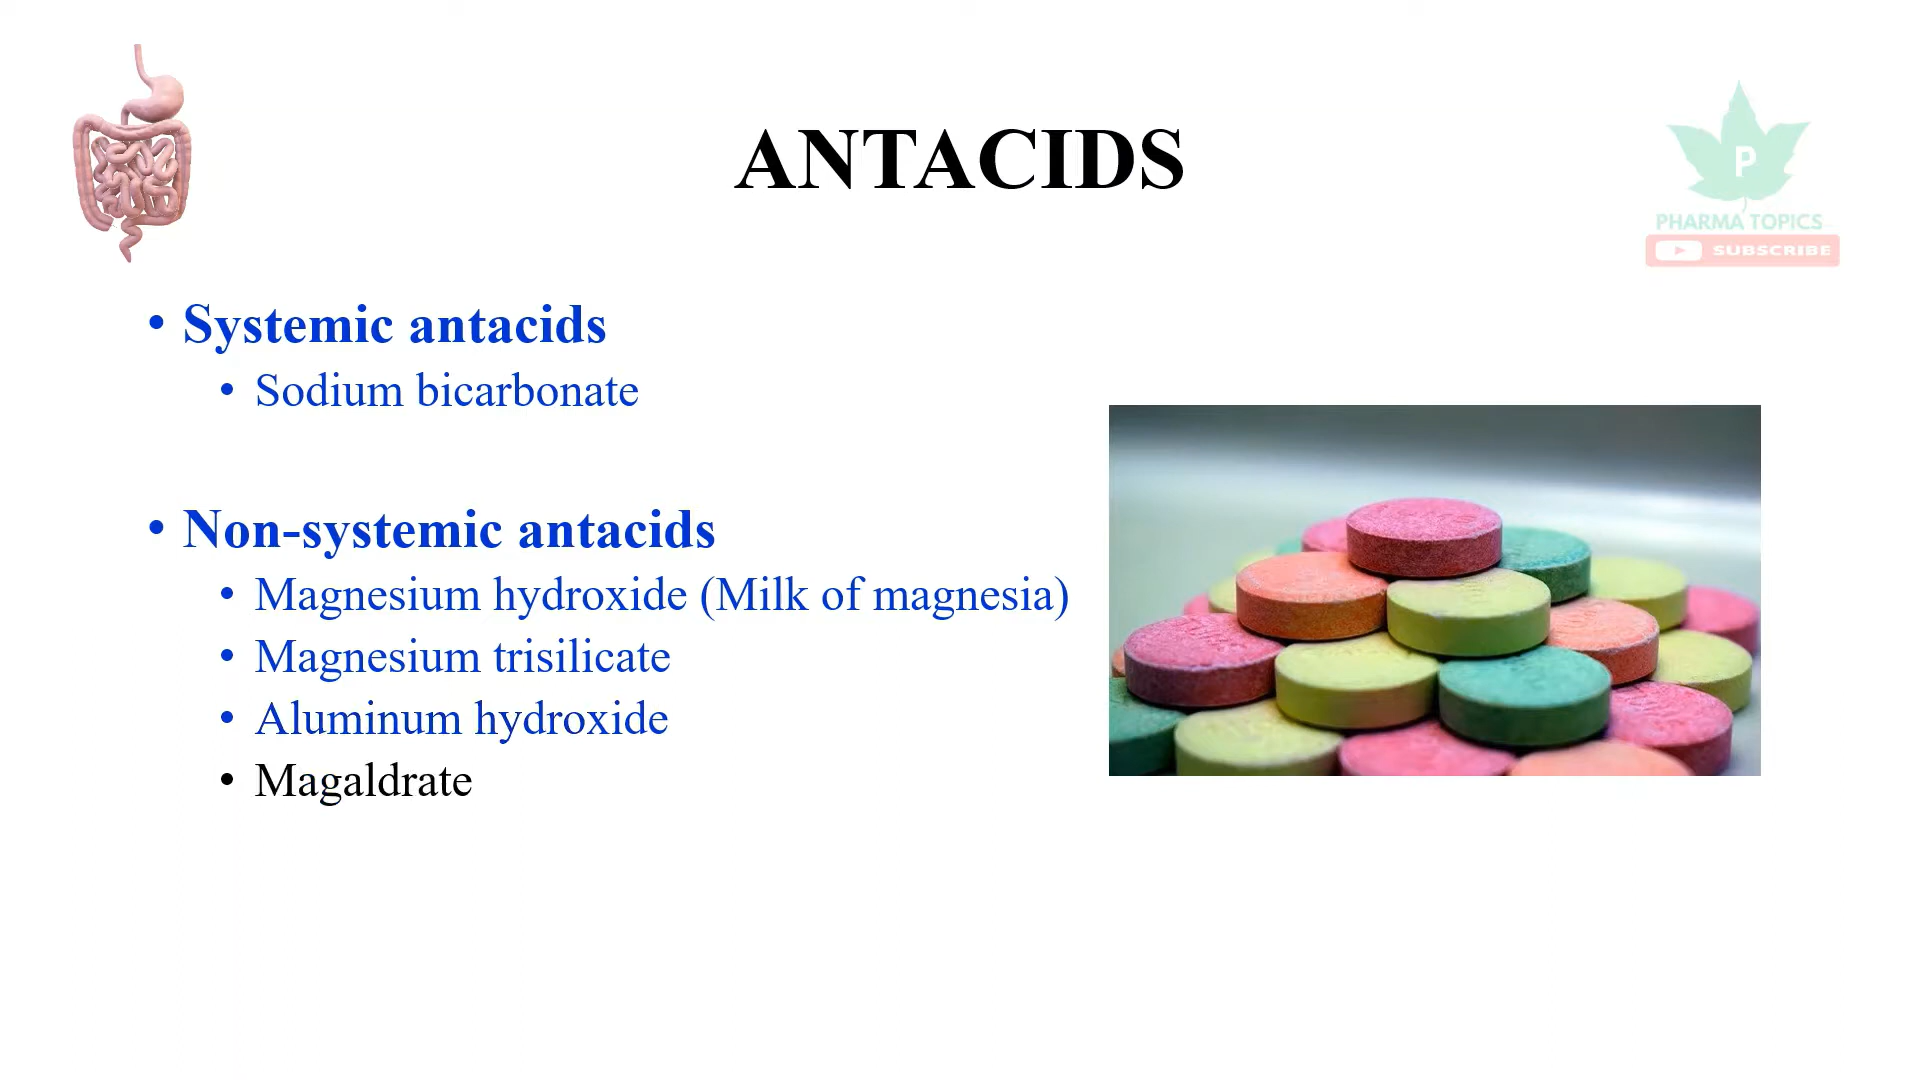 ANTACIDS
P
PHARMA TOPICS
SUBSCRIBE
• Systemic antacids
• Sodium bicarbonate
• Non-systemic antacids
• Magnesium hydroxide (Milk of magnesia)
• Magnesium trisilicate
• Aluminum hydroxide
• Magaldrate